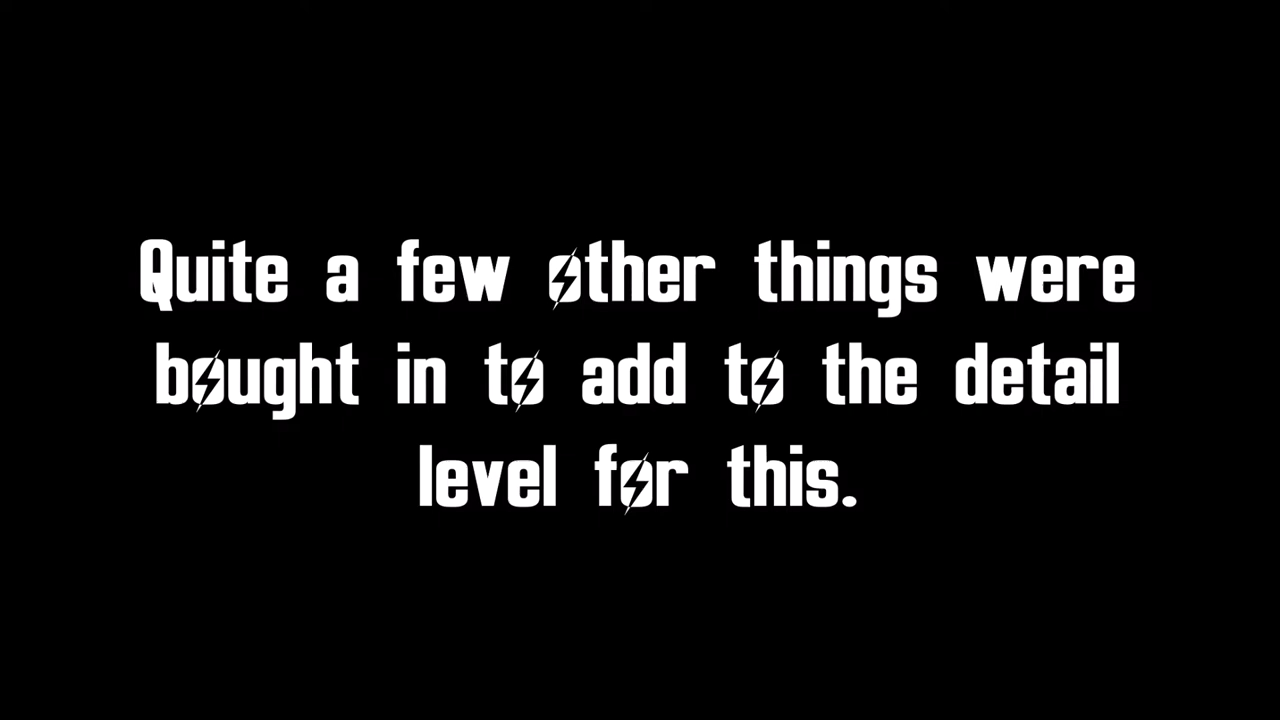 Quite a few other things were
bought in to add to the detail
level for this.